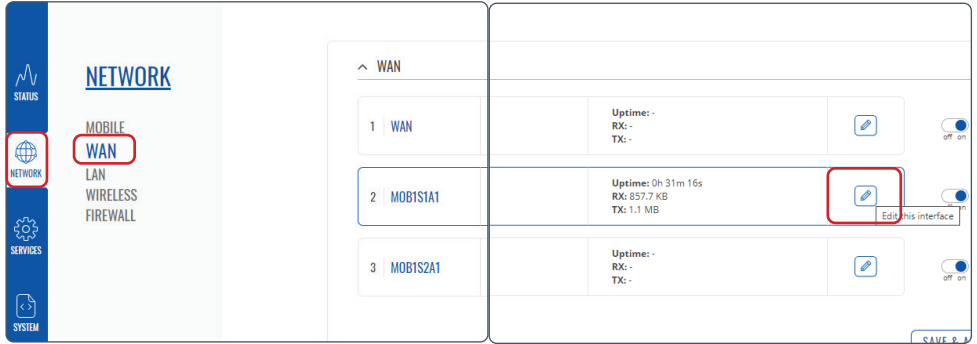 STATUS
NETWORK
SERVICES
SYSTEM
NETWORK
MOBILE
WAN
LAN
WIRELESS
FIREWALL
WAN
1 WAN
Uptime: -
RX: -
TX: -
off on
2 MOB1S1A1
Uptime: 0h 31m 16s
RX: 857.7 KB
TX: 1.1 MB
Edit this interface
on
3 MOB1S2A1
Uptime: -
RX: -
TX: -
off on
SAVE & A